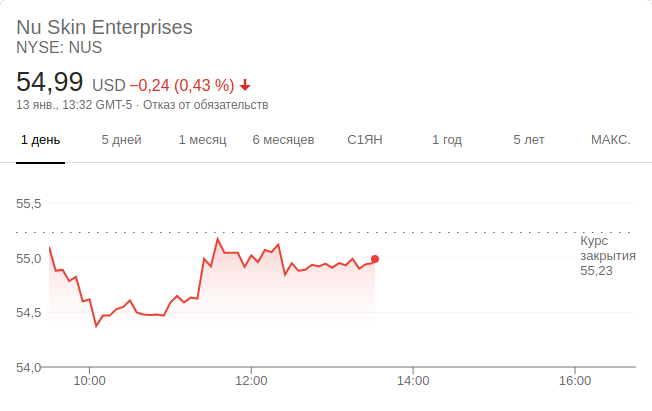 Nu Skin Enterprises
NYSE: NUS
54,99 USD −0,24 (0,43 %)
13 янв., 13:32 GMT-5 · Отказ от обязательств
1 день 5 дней 1 месяц 6 месяцев С1ЯН 1 год 5 лет МАКС.
55,5
Курс
закрытия
55,23
55,0
54,5
54,0
10:00 12:00 14:00 16:00